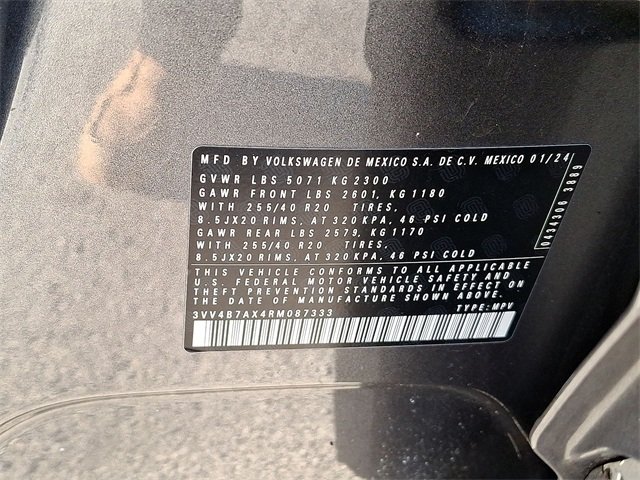 MFD BY VOLKSWAGEN DE MEXICO S.A. DE C.V. MEXICO 01/24
GVWR LBS 5071 KG 2300
GAWR FRONT LBS 2601, KG 1180
WITH 255/40 R20 TIRES,
8.5JX20 RIMS, AT 320 KPA, 46 PSI COLD
GAWR REAR LBS 2579, KG 1170
WITH 255/40 R20 TIRES,
8.5JX20 RIMS, AT 320 KPA, 46 PSI COLD
THIS VEHICLE CONFORMS TO ALL APPLICABLE
U.S. FEDERAL MOTOR VEHICLE SAFETY AND
THEFT PREVENTION STANDARDS IN EFFECT ON
THE DATE OF MANUFACTURE SHOWN ABOVE.
3VV4B7AX4RM087333 TYPE: MPV
0434306 3889